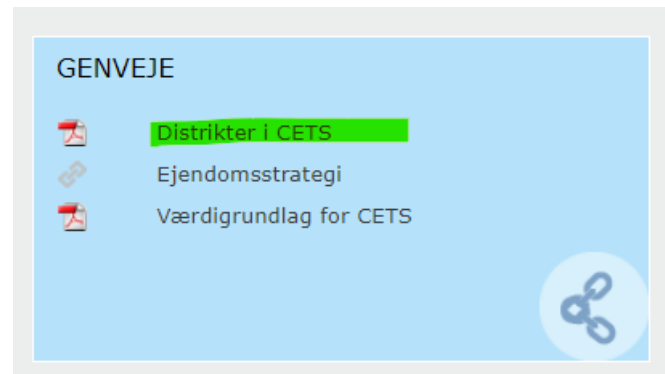 GENVEJE
Distrikter i CETS
Ejendomsstrategi
Værdigrundlag for CETS